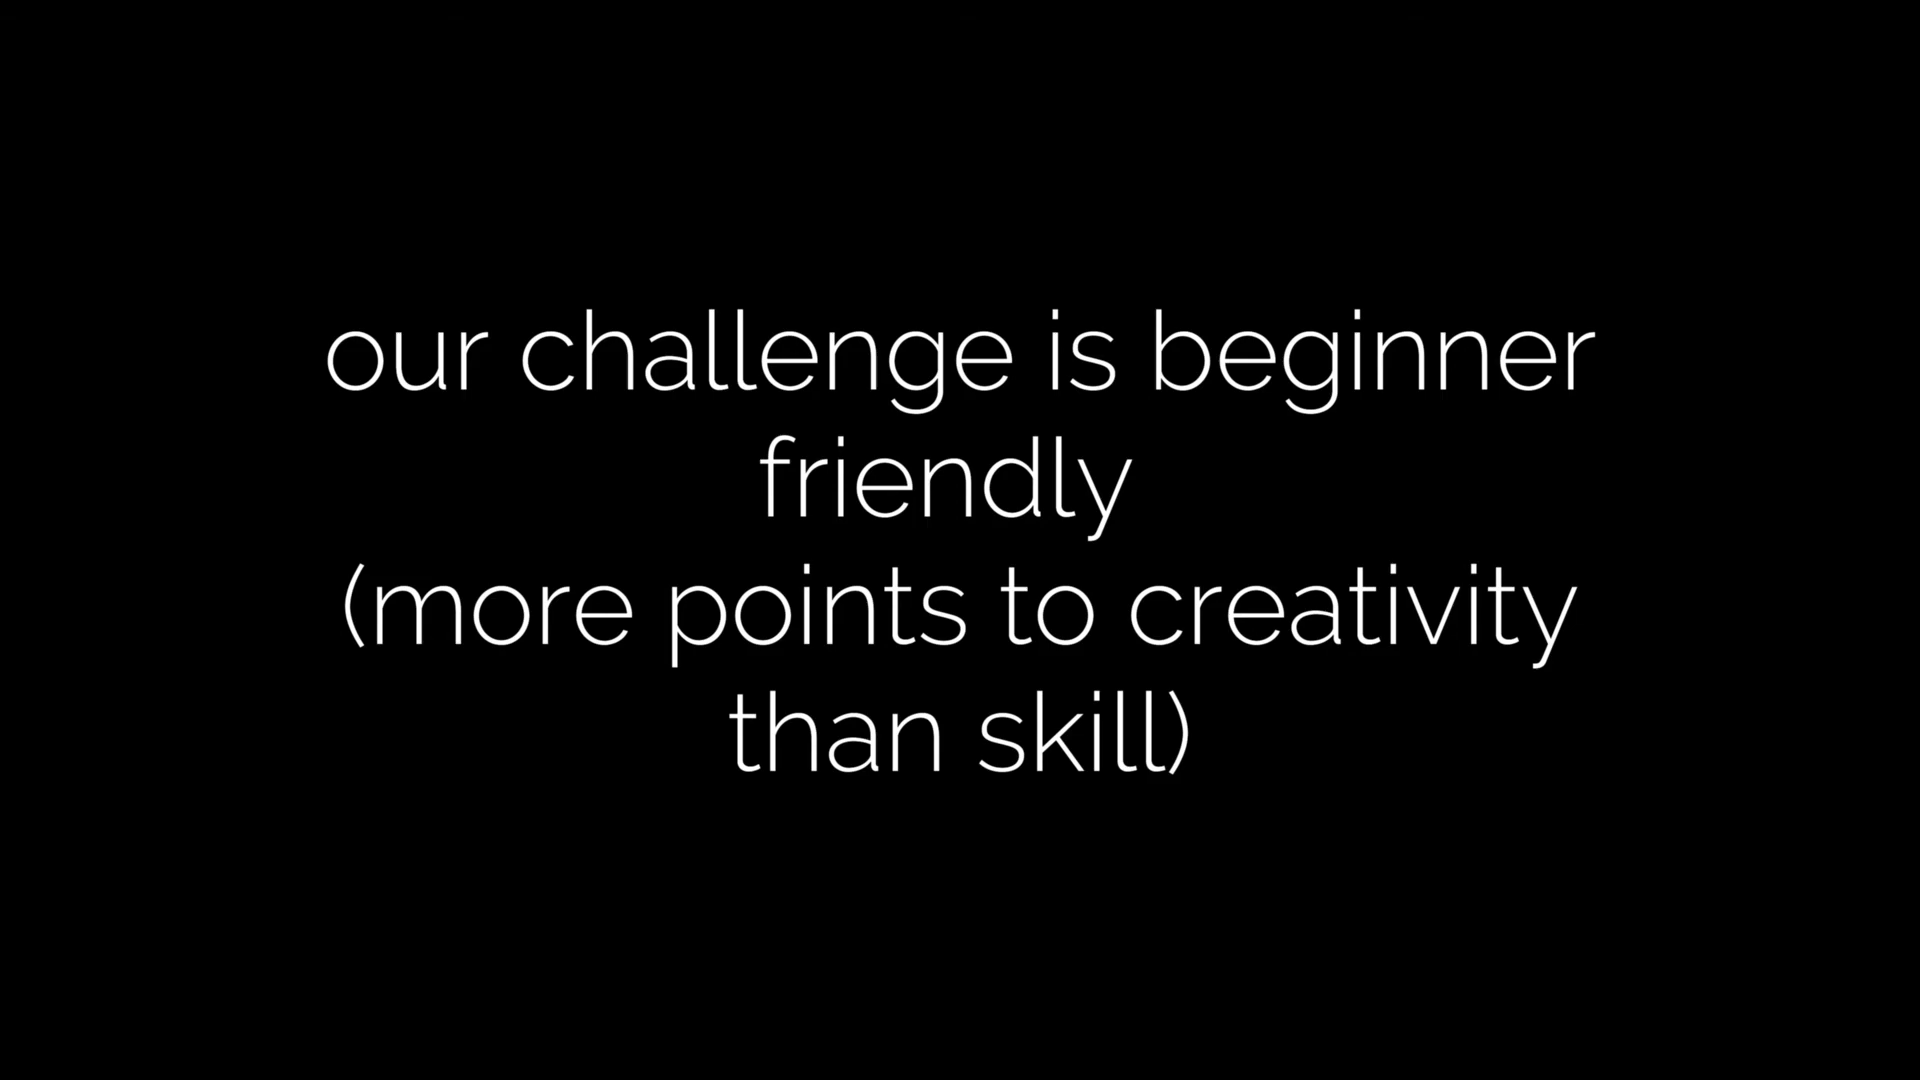 our challenge is beginner
friendly
(more points to creativity
than skill)